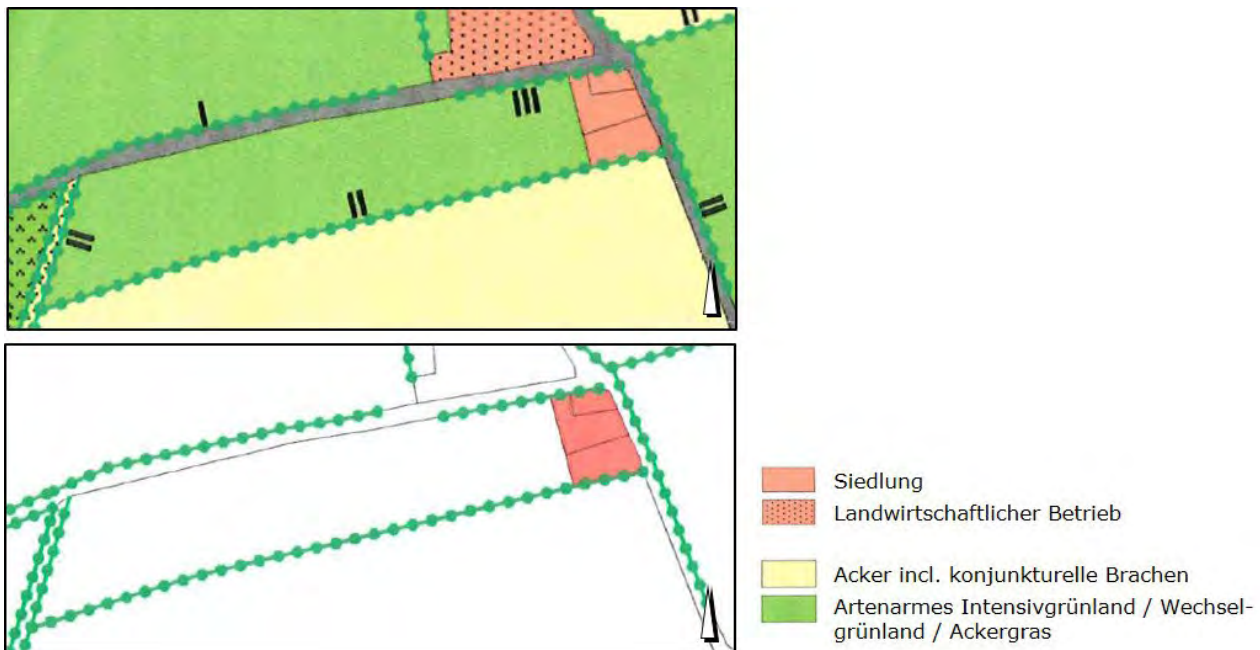 Siedlung
Landwirtschaftlicher Betrieb
Acker incl. konjunkturelle Brachen
Artenarmes Intensivgrünland / Wechsel-
grünland / Ackergras